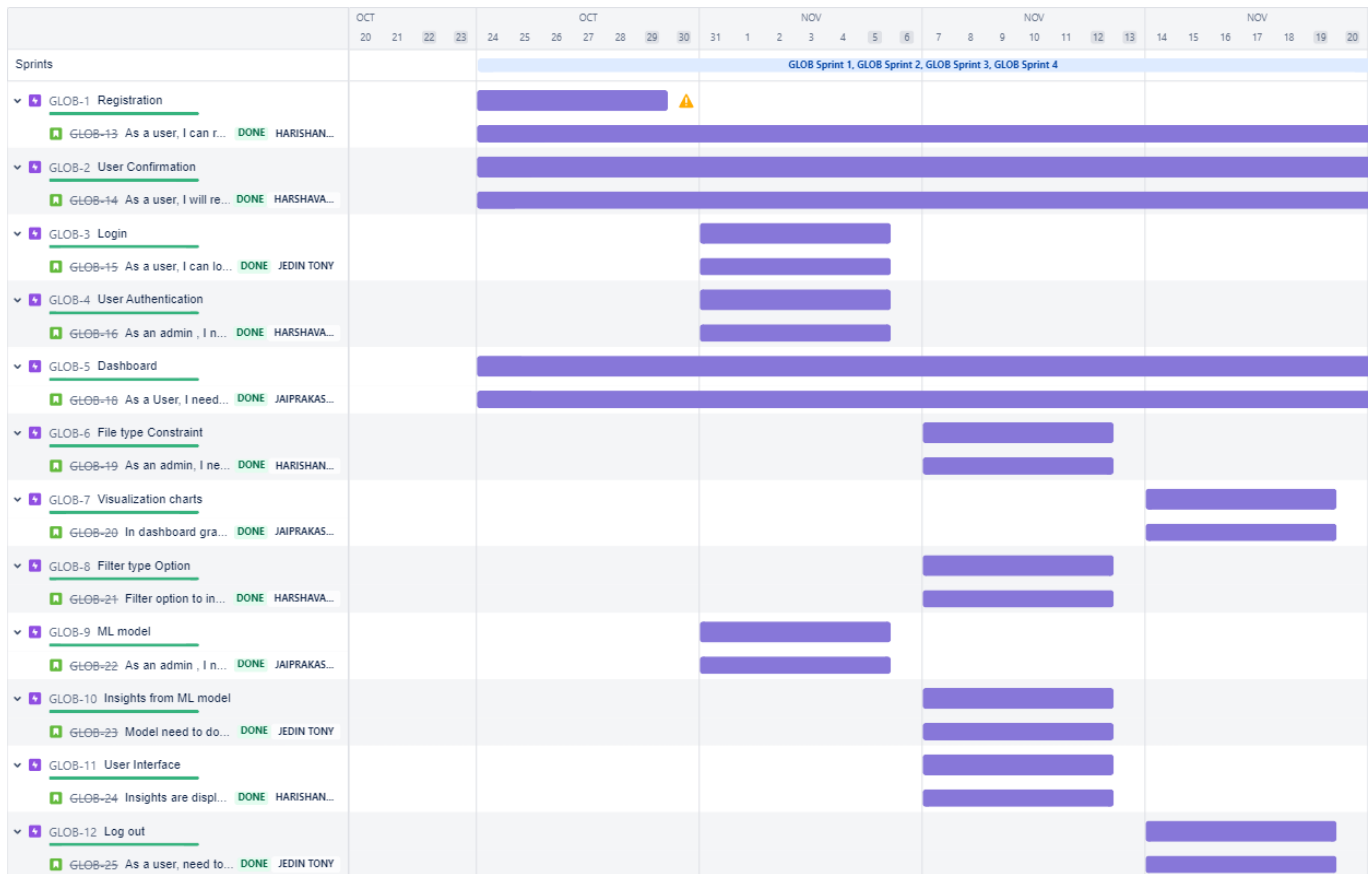 OCT OCT NOV NOV NOV
20 21 22 23 24 25 26 27 28 29 30 31 1 2 3 4 5 6 7 8 9 10 11 12 13 14 15 16 17 18 19 20
Sprints GLOB Sprint 1, GLOB Sprint 2, GLOB Sprint 3, GLOB Sprint 4
GLOB-1 Registration
GLOB-13 As a user, I can r... DONE HARISHAN...
GLOB-2 User Confirmation
GLOB-14 As a user, I will re... DONE HARSHAVA...
GLOB-3 Login
GLOB-15 As a user, I can lo... DONE JEDIN TONY
GLOB-4 User Authentication
GLOB-16 As an admin , I n... DONE HARSHAVA...
GLOB-5 Dashboard
GLOB-18 As a User, I need... DONE JAIPRAKAS...
GLOB-6 File type Constraint
GLOB-19 As an admin, I ne... DONE HARISHAN...
GLOB-7 Visualization charts
GLOB-20 In dashboard gra... DONE JAIPRAKAS...
GLOB-8 Filter type Option
GLOB-21 Filter option to in... DONE HARSHAVA...
GLOB-9 ML model
GLOB-22 As an admin , I n... DONE JAIPRAKAS...
GLOB-10 Insights from ML model
GLOB-23 Model need to do... DONE JEDIN TONY
GLOB-11 User Interface
GLOB-24 Insights are displ... DONE HARISHAN...
GLOB-12 Log out
GLOB-25 As a user, need to... DONE JEDIN TONY